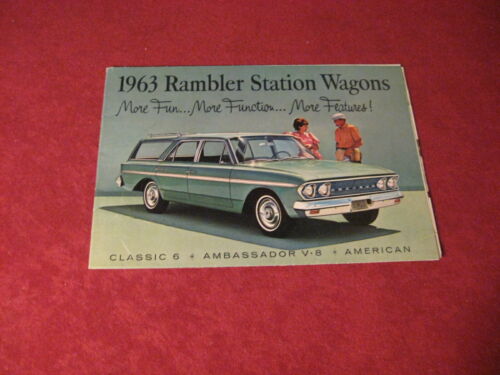 1963 Rambler Station Wagons
More Fun... More Function... More Features!
CLASSIC 6 + AMBASSADOR V-8 + AMERICAN